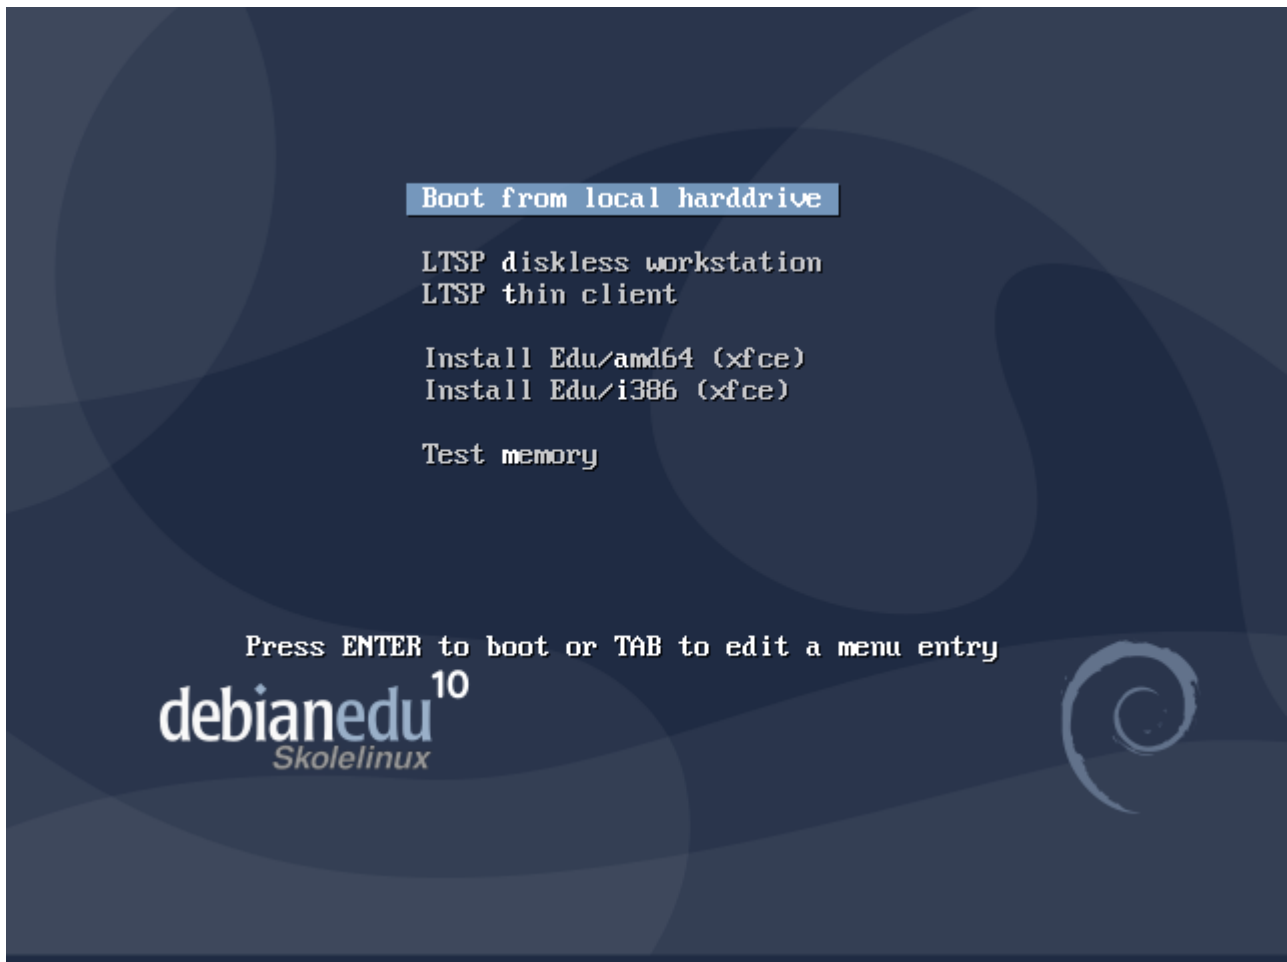 Boot from local harddrive
LTSP diskless workstation
LTSP thin client
Install Edu/amd64 (xfce)
Install Edu/i386 (xfce)
Test memory
Press ENTER to boot or TAB to edit a menu entry
debianedu 10
Skolelinux